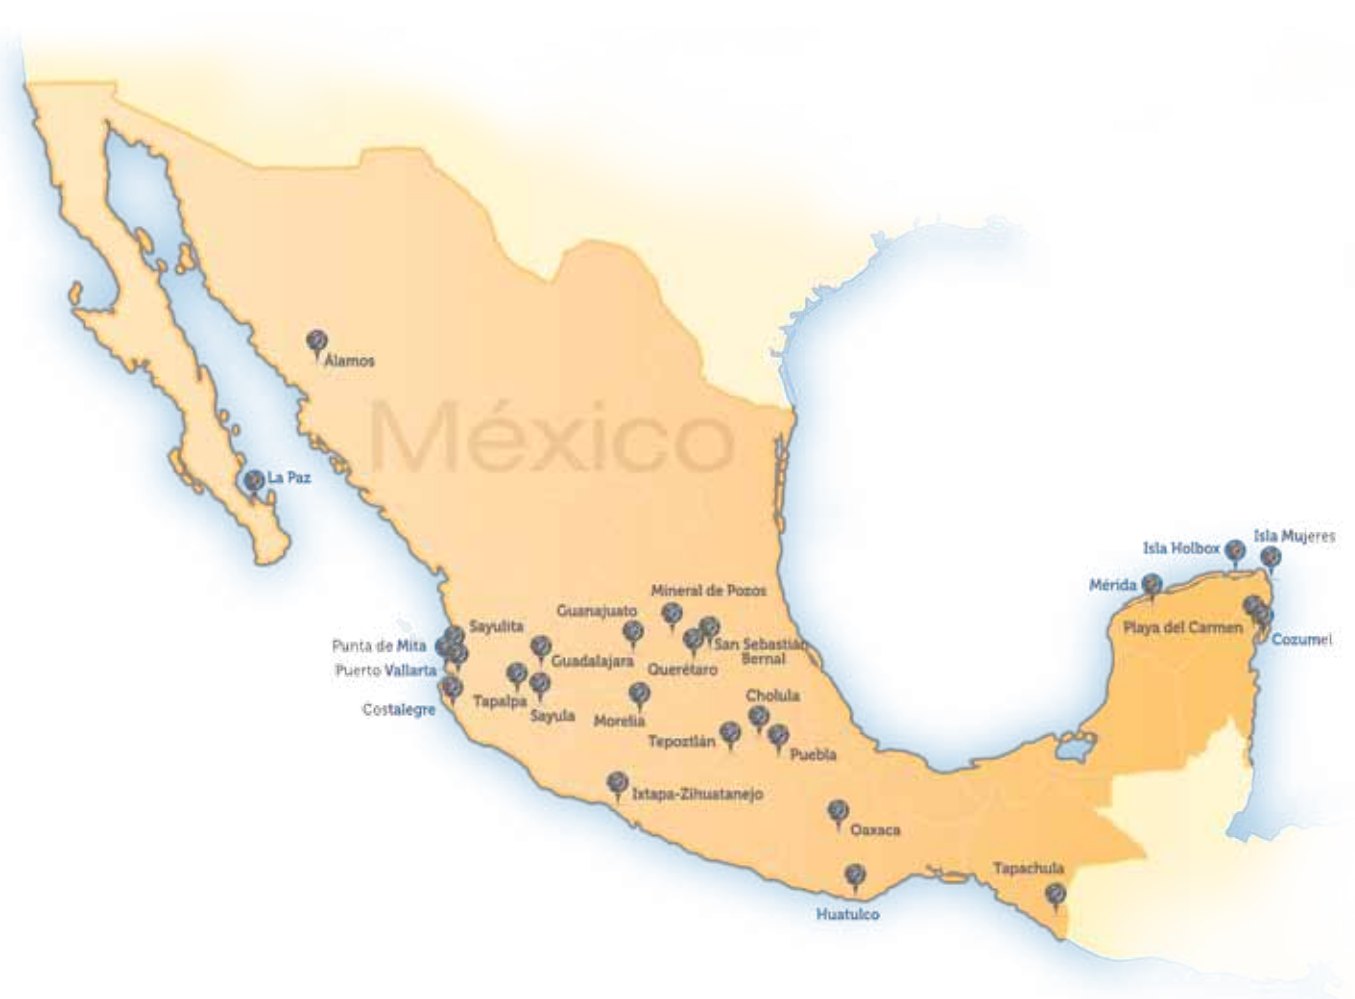 Álamos
México
La Paz
Isla Mujeres
Isla Holbox
Mérida
Mineral de Pozos
Guanajuato
Sayulita
Playa del Carmen
Cozumel
Punta de Mita
San Sebastián
Bernal
Guadalajara
Querétaro
Puerto Vallarta
Cholula
Tapalpa
Costalegre
Sayula
Morelia
Tepoztlán
Puebla
Ixtapa-Zihuatanejo
Oaxaca
Tapachula
Huatulco